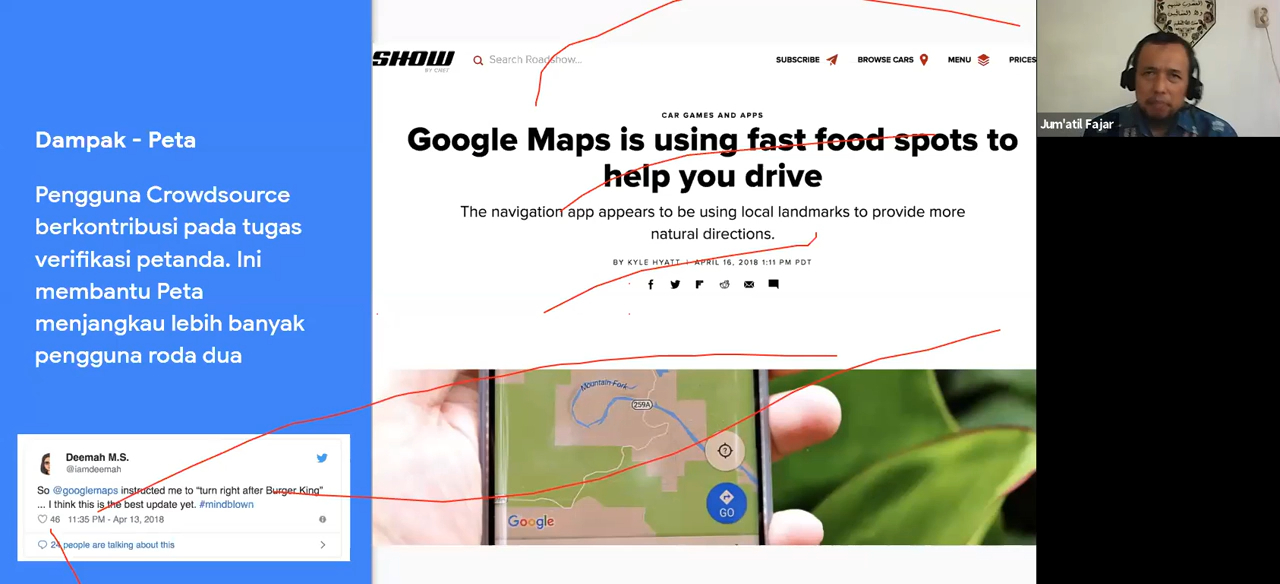 Dampak - Peta
Pengguna Crowdsource
berkontribusi pada tugas
verifikasi petanda. Ini
membantu Peta
menjangkau lebih banyak
pengguna roda dua
Deemah M.S.
@iamdeemah
So @googlemaps instructed me to “turn right after Burger King”
... I think this is the best update yet. #mindblown
46 11:35 PM - Apr 13, 2018
24 people are talking about this
SHOW
BY CNET
Search Roadshow...
SUBSCRIBE
BROWSE CARS
MENU
PRICES
CAR GAMES AND APPS
Google Maps is using fast food spots to
help you drive
The navigation app appears to be using local landmarks to provide more
natural directions.
BY KYLE HYATT | APRIL 16, 2018 1:11 PM PDT
Mountain-Fork
259A
GO
Google
Jum'atil Fajar